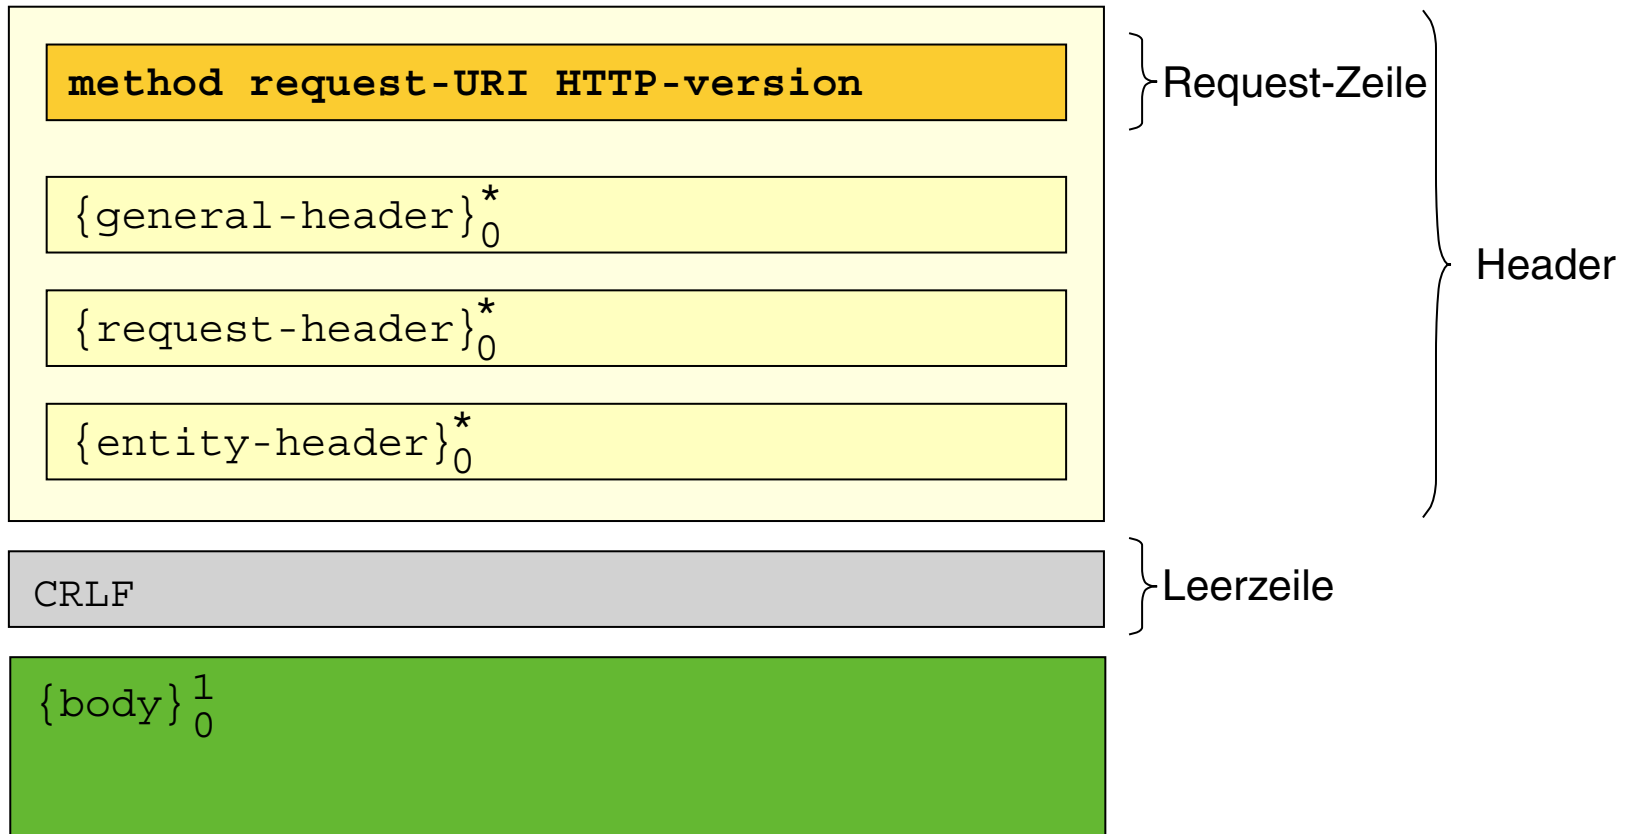 method request-URI HTTP-version
Request-Zeile
{general-header}*0
Header
{request-header}*0
{entity-header}*0
CRLF
Leerzeile
{body}10